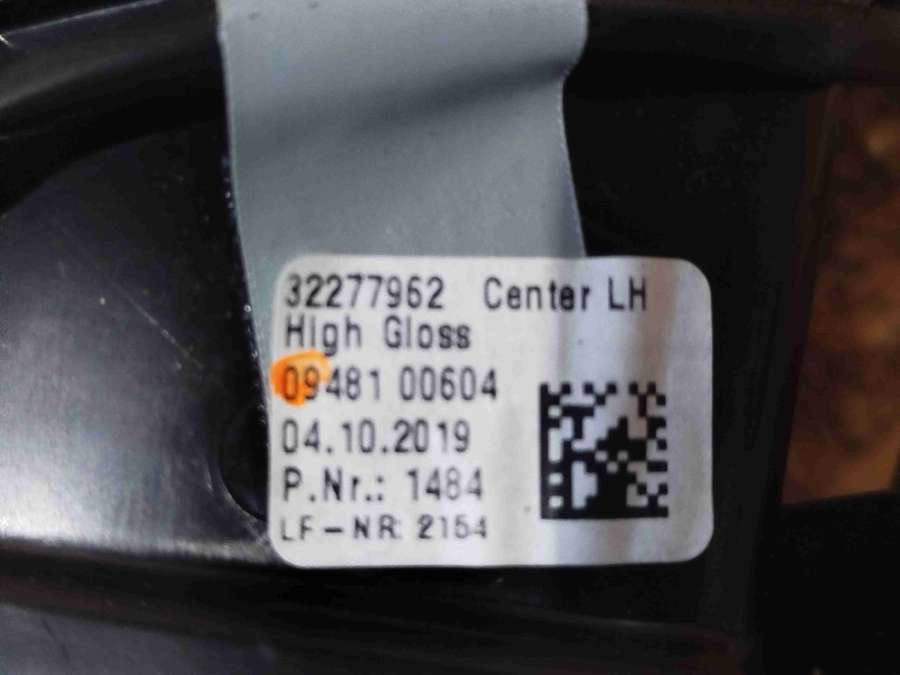 32277962 Center LH
High Gloss
09481 00604
04.10.2019
P.Nr.: 1484
LF-NR: 2154